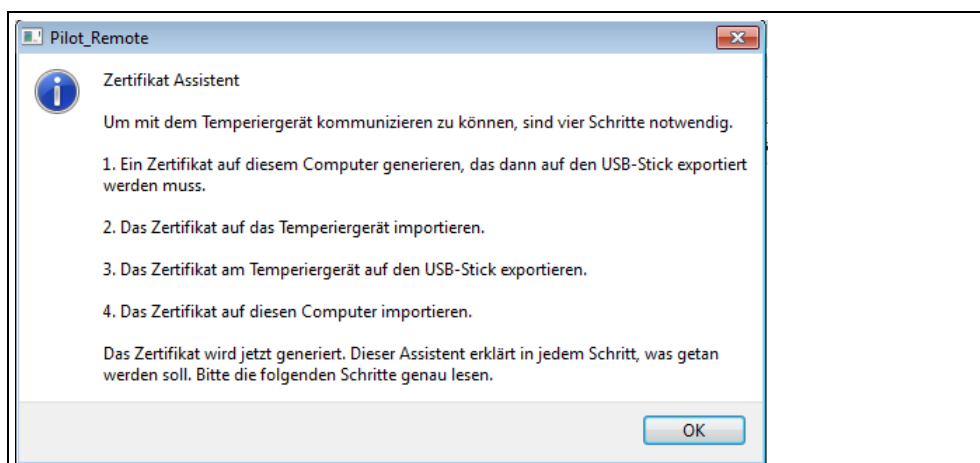 Pilot_Remote
Zertifikat Assistent
Um mit dem Temperiergerät kommunizieren zu können, sind vier Schritte notwendig.
1. Ein Zertifikat auf diesem Computer generieren, das dann auf den USB-Stick exportiert
werden muss.
2. Das Zertifikat auf das Temperiergerät importieren.
3. Das Zertifikat am Temperiergerät auf den USB-Stick exportieren.
4. Das Zertifikat auf diesen Computer importieren.
Das Zertifikat wird jetzt generiert. Dieser Assistent erklärt in jedem Schritt, was getan
werden soll. Bitte die folgenden Schritte genau lesen.
OK